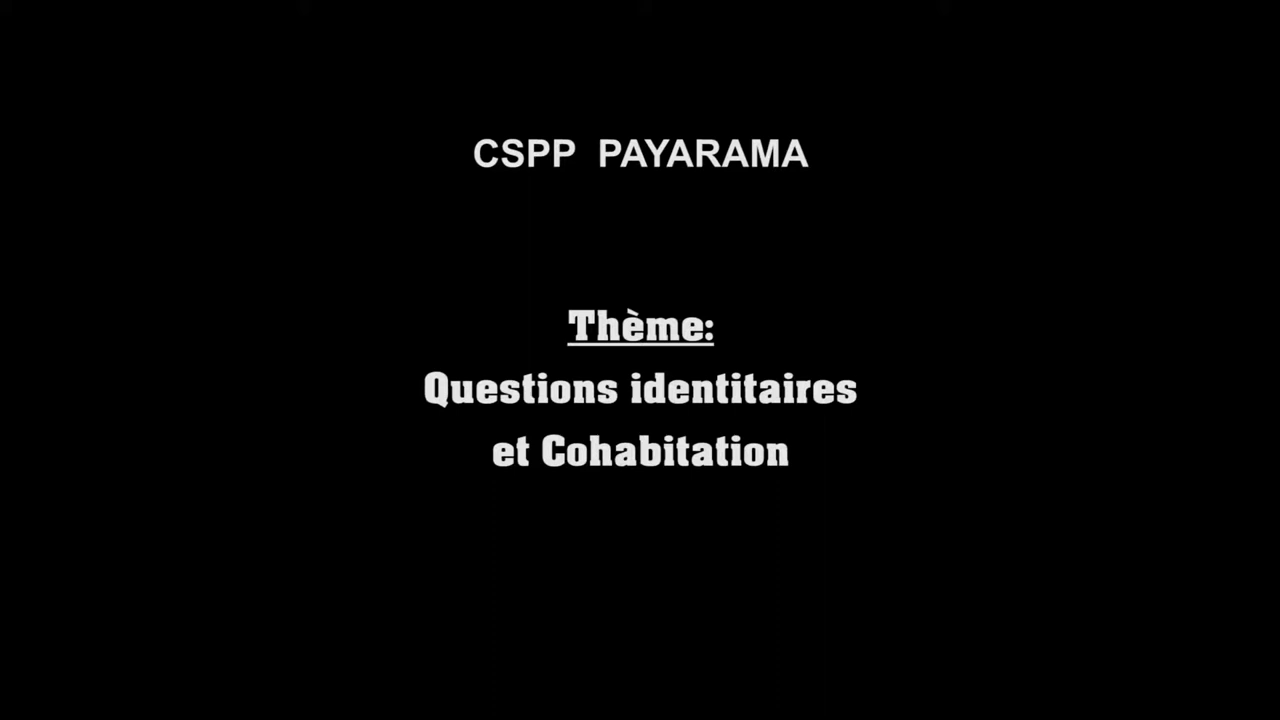 CSPP PAYARAMA
Thème:
Questions identitaires
et Cohabitation